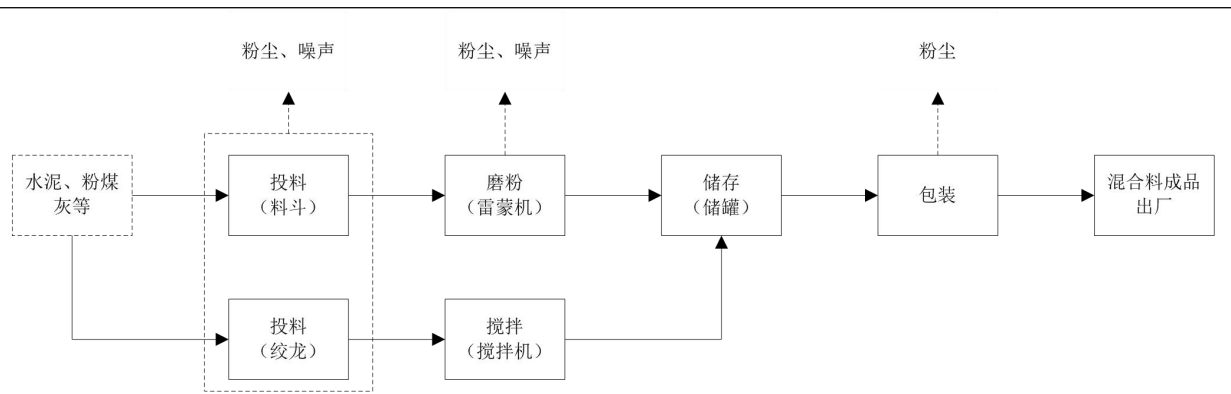 粉尘、噪声
粉尘、噪声
粉尘
水泥、粉煤
灰等
投料
（料斗）
磨粉
（雷蒙机）
储存
（储罐）
包装
混合料成品
出厂
投料
（绞龙）
搅拌
（搅拌机）